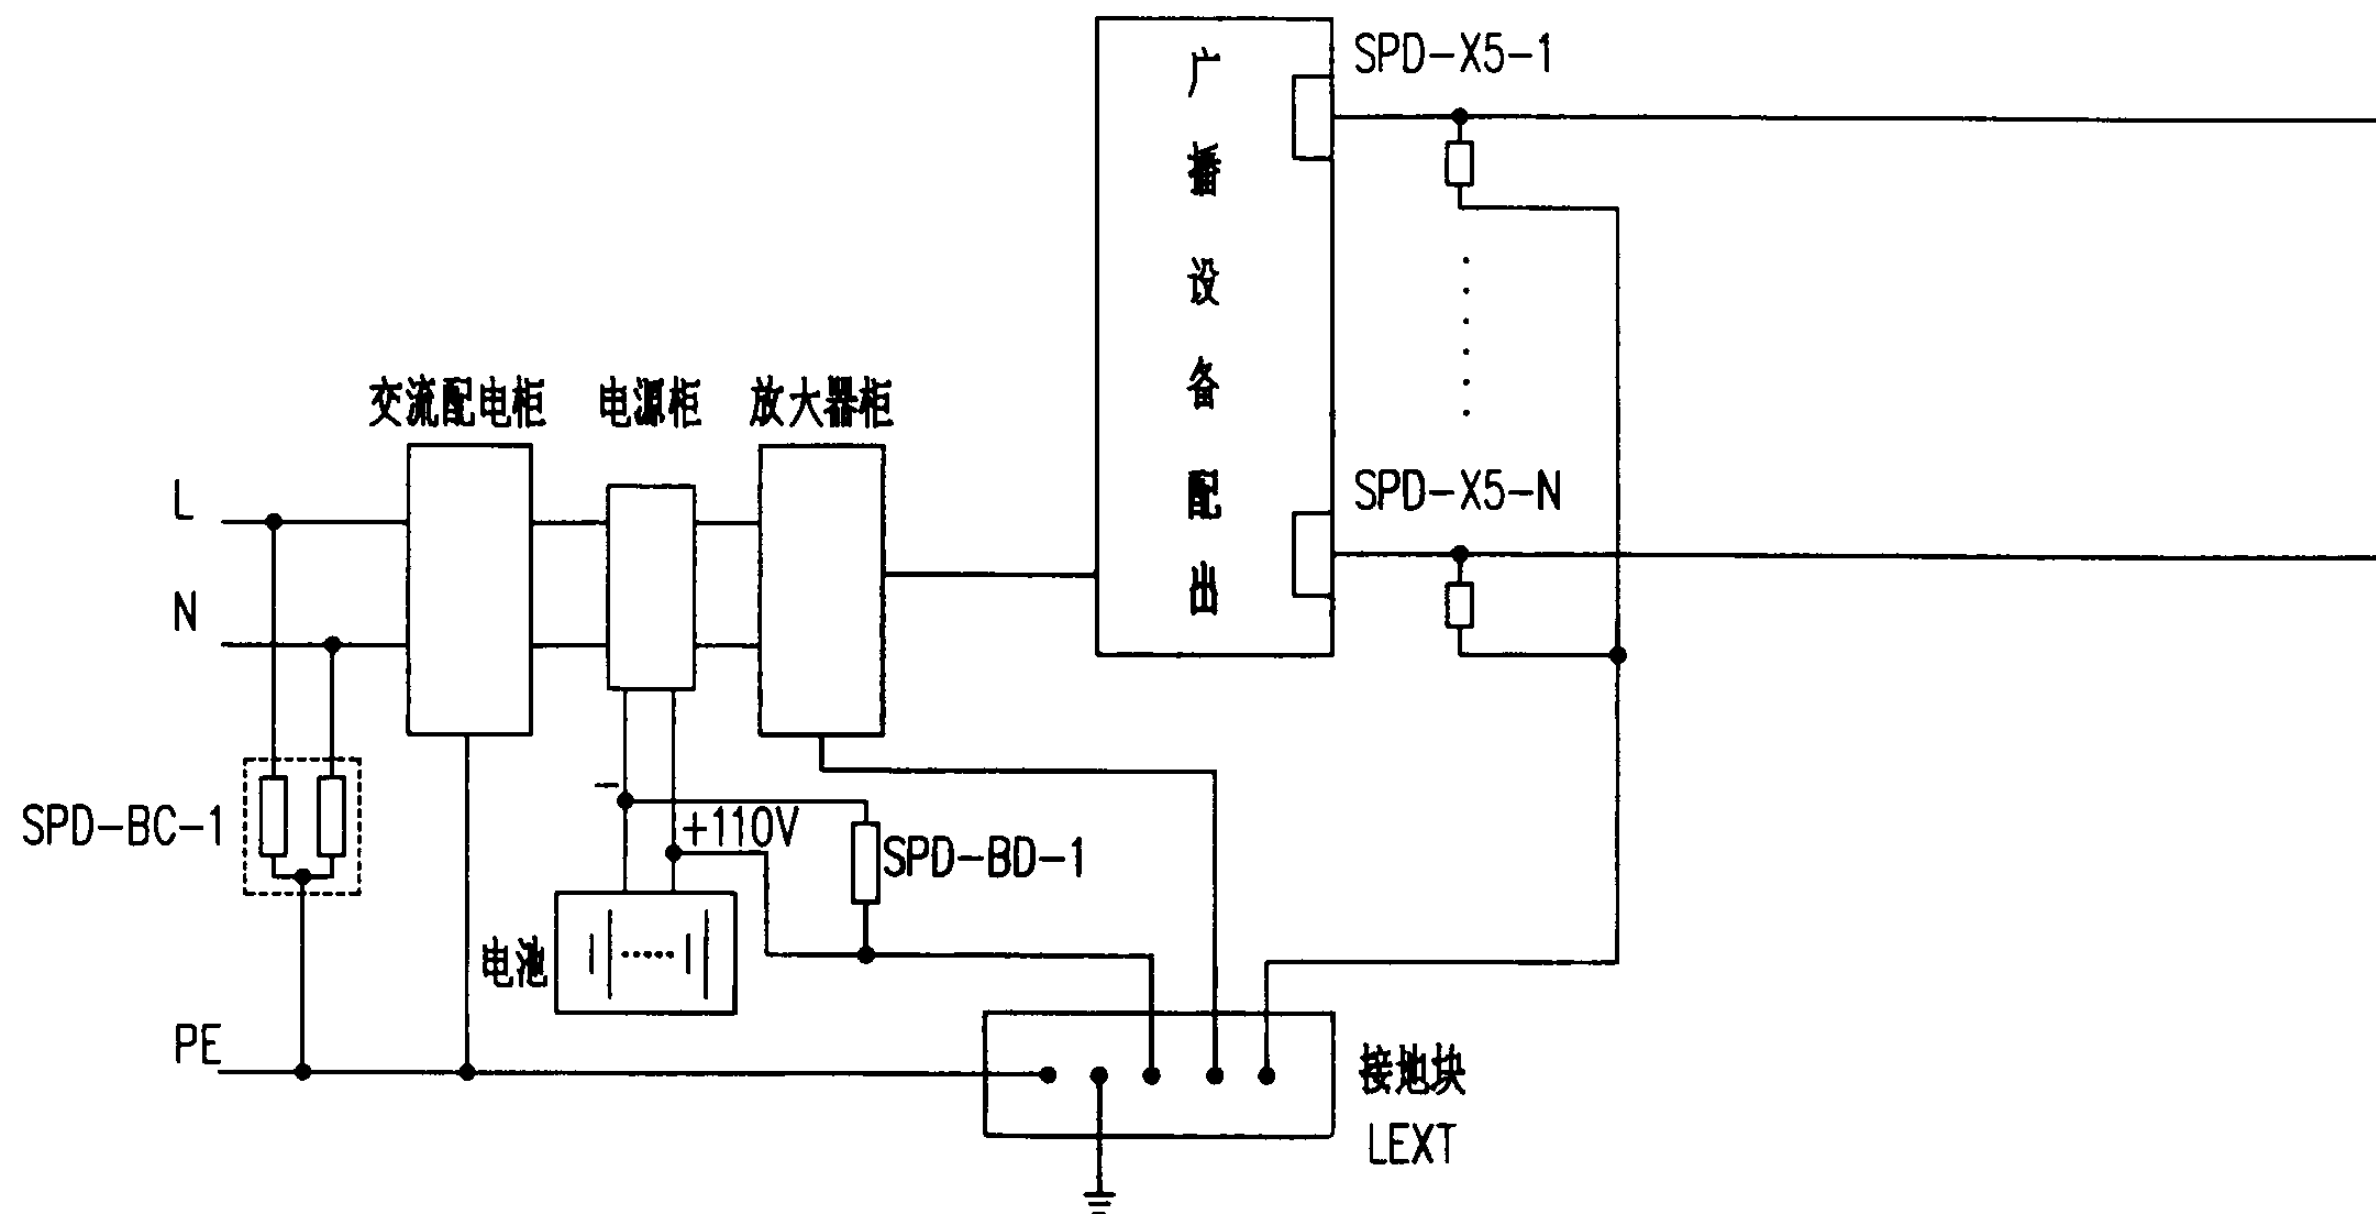 SPD-X5-1
广播设备配出
交流配电柜
电源柜
放大器柜
L
SPD-X5-N
N
-
+110V
SPD-BC-1
SPD-BD-1
电池
PE
接地块
LEXT